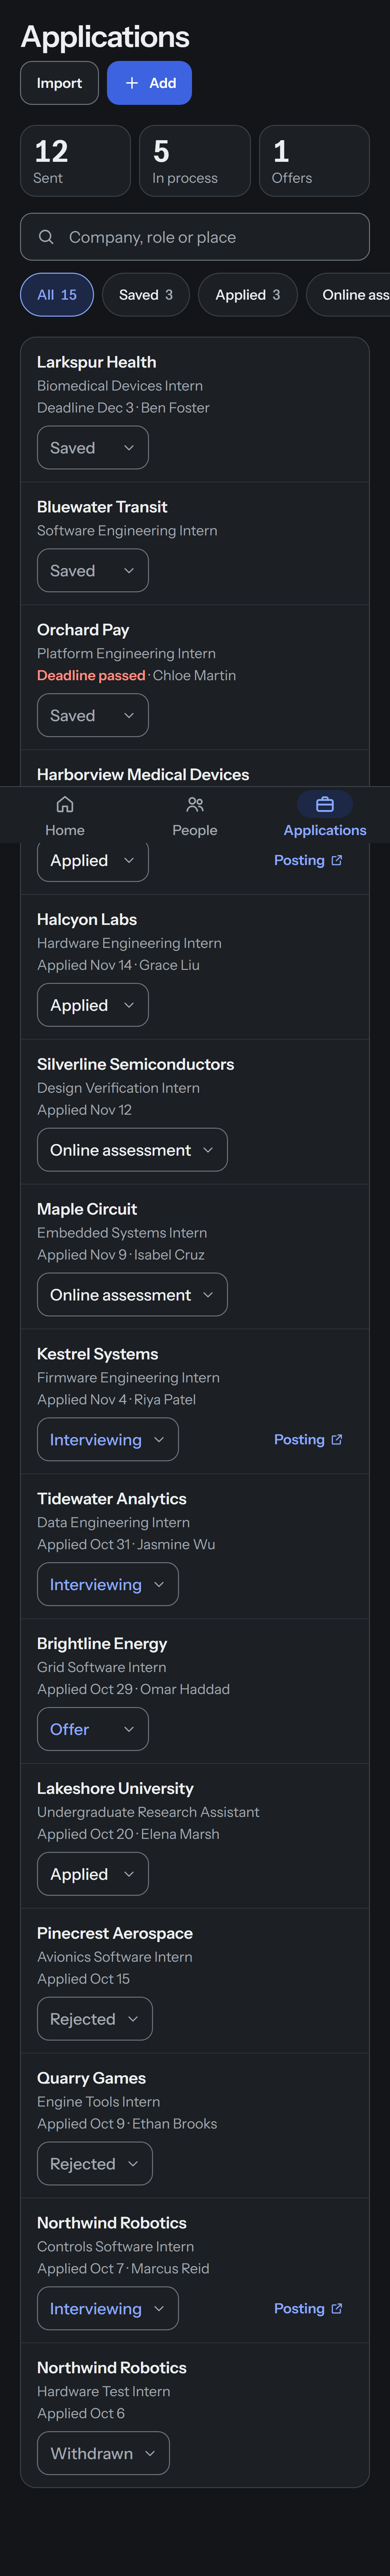 Applications
Import
Add
12
Sent
5
In process
1
Offers
Company, role or place
All 15
Saved 3
Applied 3
Online ass
Larkspur Health
Biomedical Devices Intern
Deadline Dec 3 · Ben Foster
Saved
Bluewater Transit
Software Engineering Intern
Saved
Orchard Pay
Platform Engineering Intern
Deadline passed · Chloe Martin
Saved
Harborview Medical Devices
Home
People
Applications
Applied
Posting
Halcyon Labs
Hardware Engineering Intern
Applied Nov 14 · Grace Liu
Applied
Silverline Semiconductors
Design Verification Intern
Applied Nov 12
Online assessment
Maple Circuit
Embedded Systems Intern
Applied Nov 9 · Isabel Cruz
Online assessment
Kestrel Systems
Firmware Engineering Intern
Applied Nov 4 · Riya Patel
Interviewing
Posting
Tidewater Analytics
Data Engineering Intern
Applied Oct 31 · Jasmine Wu
Interviewing
Brightline Energy
Grid Software Intern
Applied Oct 29 · Omar Haddad
Offer
Lakeshore University
Undergraduate Research Assistant
Applied Oct 20 · Elena Marsh
Applied
Pinecrest Aerospace
Avionics Software Intern
Applied Oct 15
Rejected
Quarry Games
Engine Tools Intern
Applied Oct 9 · Ethan Brooks
Rejected
Northwind Robotics
Controls Software Intern
Applied Oct 7 · Marcus Reid
Interviewing
Posting
Northwind Robotics
Hardware Test Intern
Applied Oct 6
Withdrawn